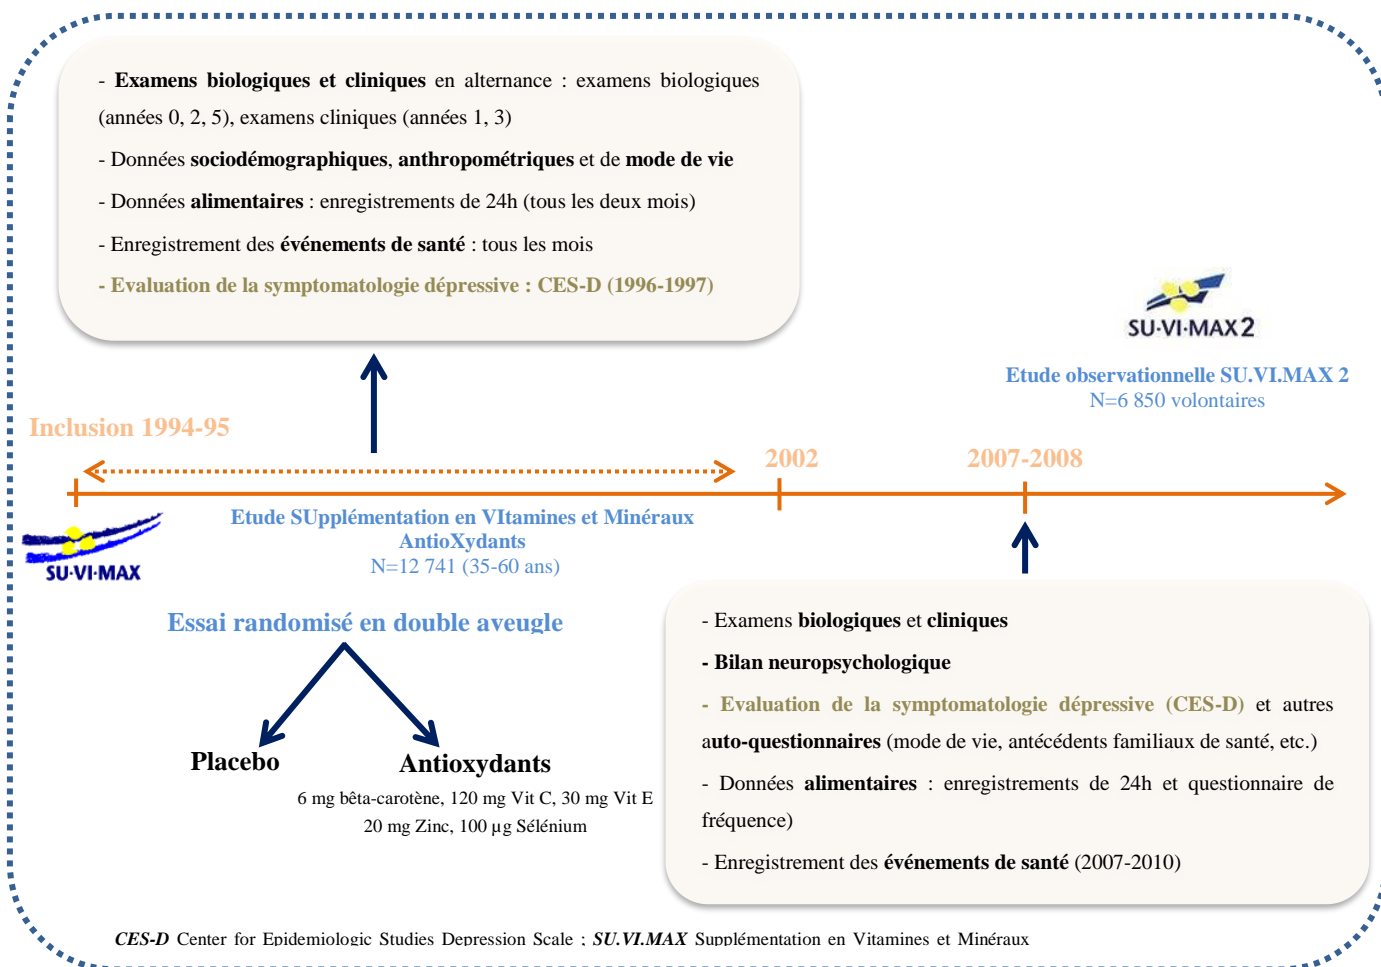 - Examens biologiques et cliniques en alternance : examens biologiques
(années 0, 2, 5), examens cliniques (années 1, 3)
- Données sociodémographiques, anthropométriques et de mode de vie
- Données alimentaires : enregistrements de 24h (tous les deux mois)
- Enregistrement des événements de santé : tous les mois
- Evaluation de la symptomatologie dépressive : CES-D (1996-1997)
SU·VI·MAX 2
Etude observationnelle SU.VI.MAX 2
N=6 850 volontaires
Inclusion 1994-95
2002
2007-2008
SU·VI·MAX
Etude SUpplémentation en VItamines et Minéraux
AntioXydants
N=12 741 (35-60 ans)
Essai randomisé en double aveugle
Placebo
Antioxydants
6 mg bêta-carotène, 120 mg Vit C, 30 mg Vit E
20 mg Zinc, 100 µg Sélénium
- Examens biologiques et cliniques
- Bilan neuropsychologique
- Evaluation de la symptomatologie dépressive (CES-D) et autres
auto-questionnaires (mode de vie, antécédents familiaux de santé, etc.)
- Données alimentaires : enregistrements de 24h et questionnaire de
fréquence)
- Enregistrement des événements de santé (2007-2010)
CES-D Center for Epidemiologic Studies Depression Scale ; SU.VI.MAX Supplémentation en Vitamines et Minéraux